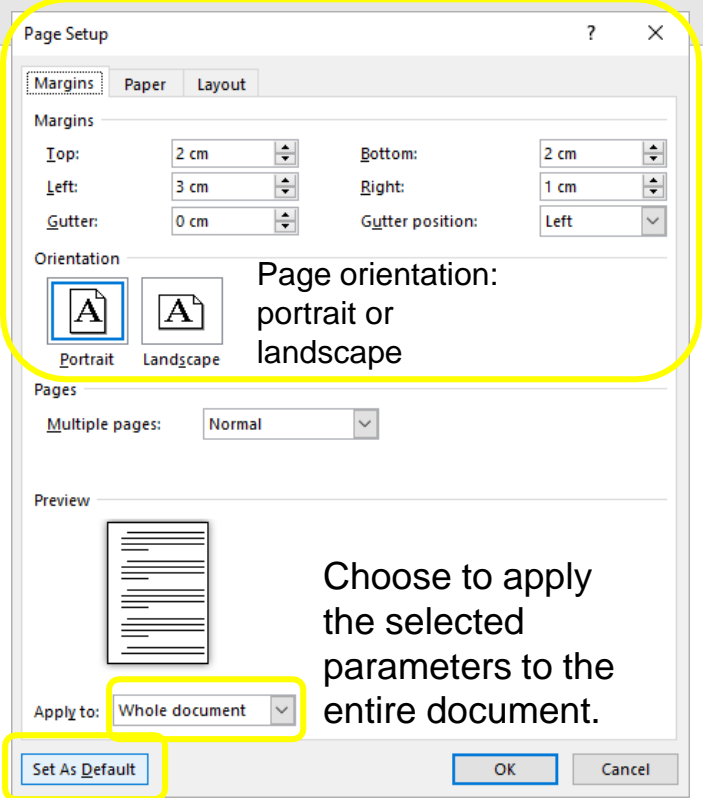 Page Setup ? ×
Margins Paper Layout
Margins
Top: 2 cm Bottom: 2 cm
Left: 3 cm Right: 1 cm
Gutter: 0 cm Gutter position: Left
Orientation
Page orientation:
portrait or
landscape
A A
Portrait Landscape
Pages
Multiple pages: Normal
Preview
Choose to apply
the selected
parameters to the
entire document.
Apply to: Whole document
Set As Default OK Cancel